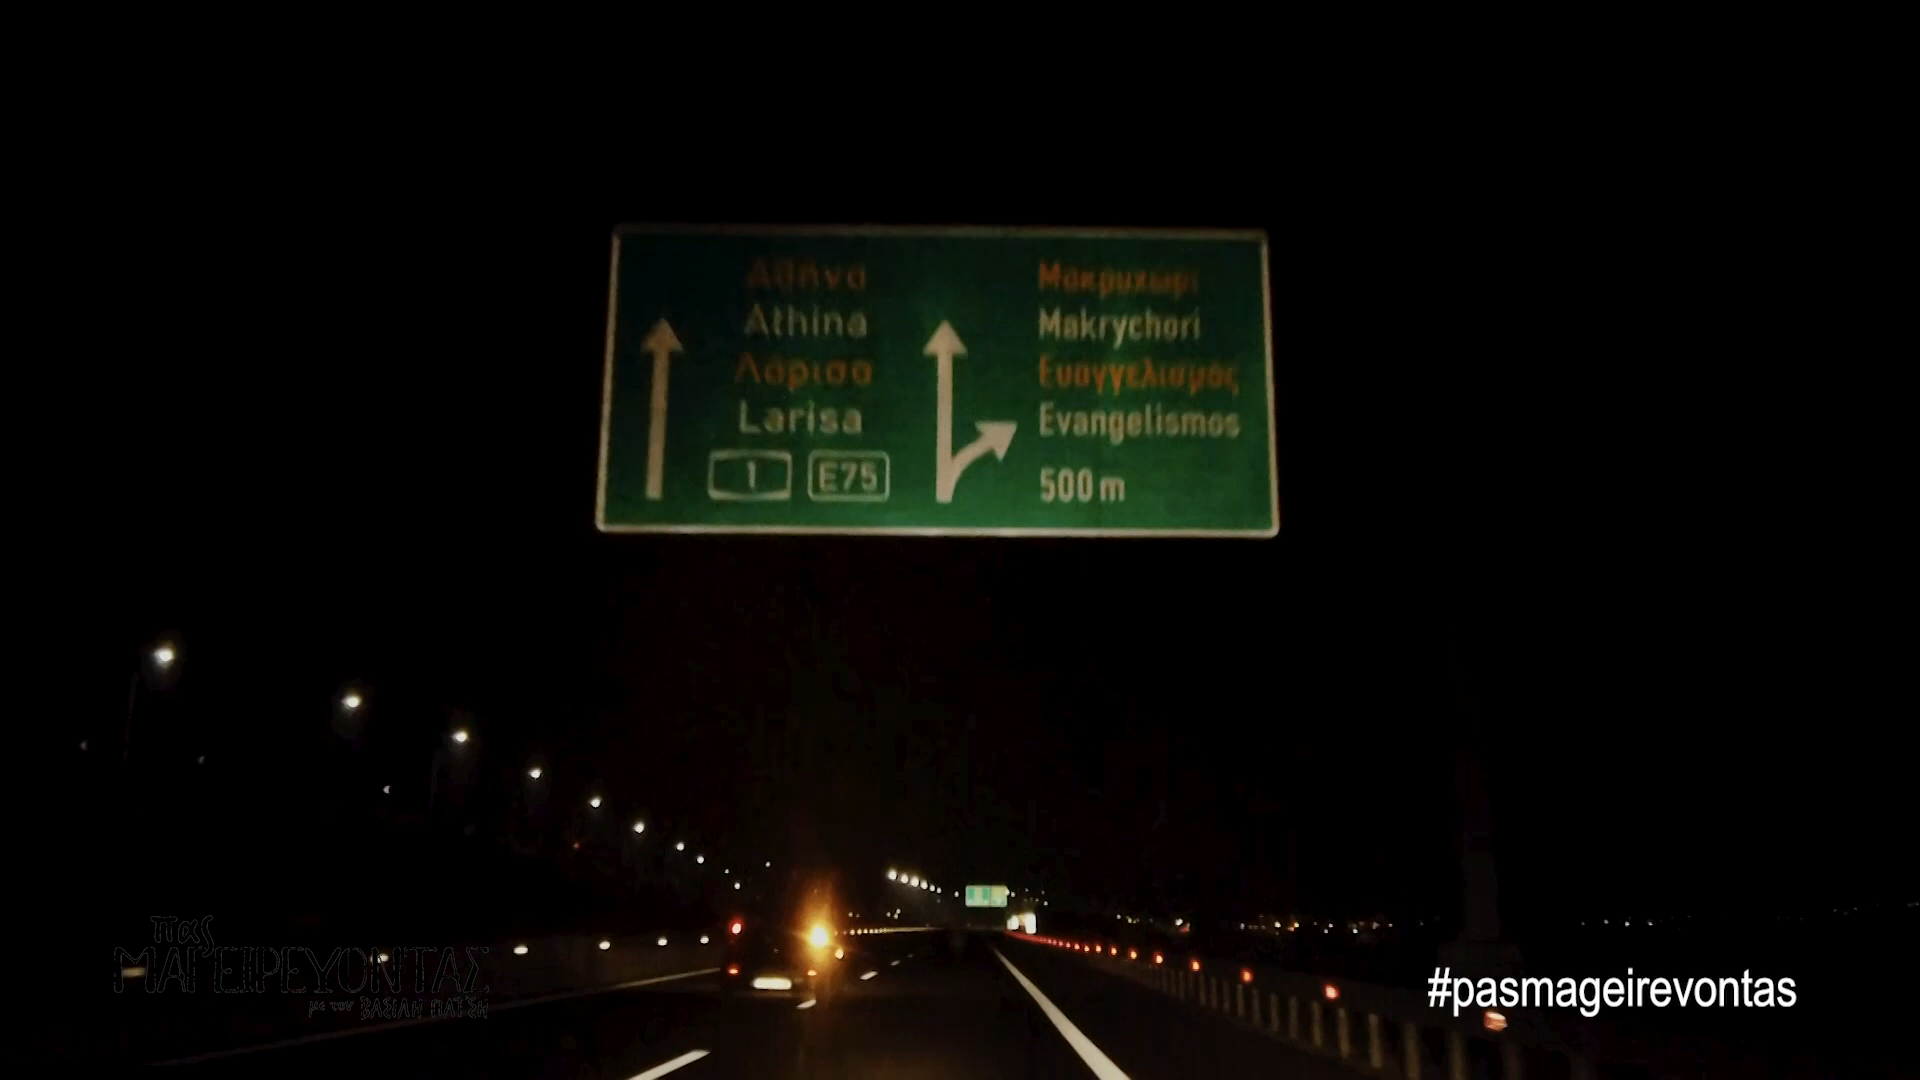 Αθήνα
Athina
Λάρισα
Larisa
1 E75
Μακρυχώρι
Makrychori
Ευαγγελισμός
Evangelismos
500 m
πας
ΜΑΓΕΙΡΕΥΟΝΤΑΣ
με τον ΒΑΣΙΛΗ ΠΑΤΣΗ
#pasmageirevontas